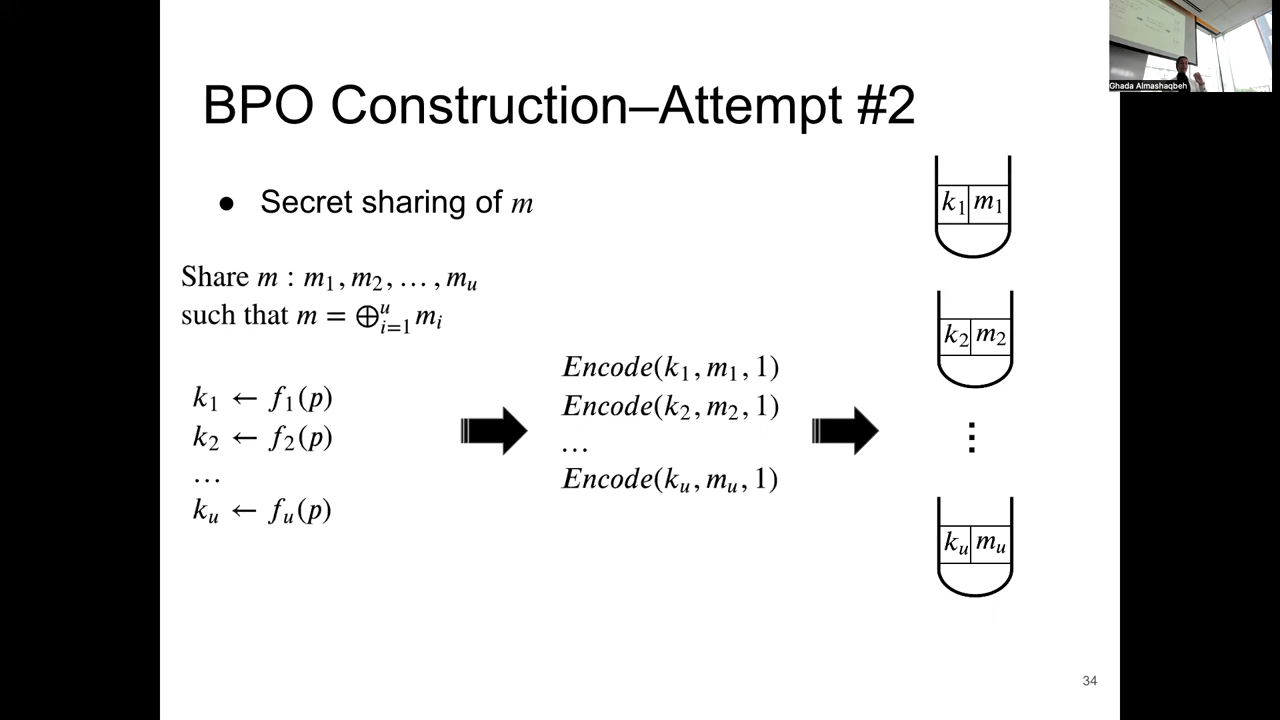 Ghada Almashaqbeh
BPO Construction–Attempt #2
● Secret sharing of m
Share m : m₁, m₂, … , mᵤ
such that m = ⊕ᵘᵢ₌₁ mᵢ
k₁ ← f₁(p)
k₂ ← f₂(p)
…
kᵤ ← fᵤ(p)
Encode(k₁, m₁, 1)
Encode(k₂, m₂, 1)
…
Encode(kᵤ, mᵤ, 1)
k₁ m₁
k₂ m₂
⋮
kᵤ mᵤ
34